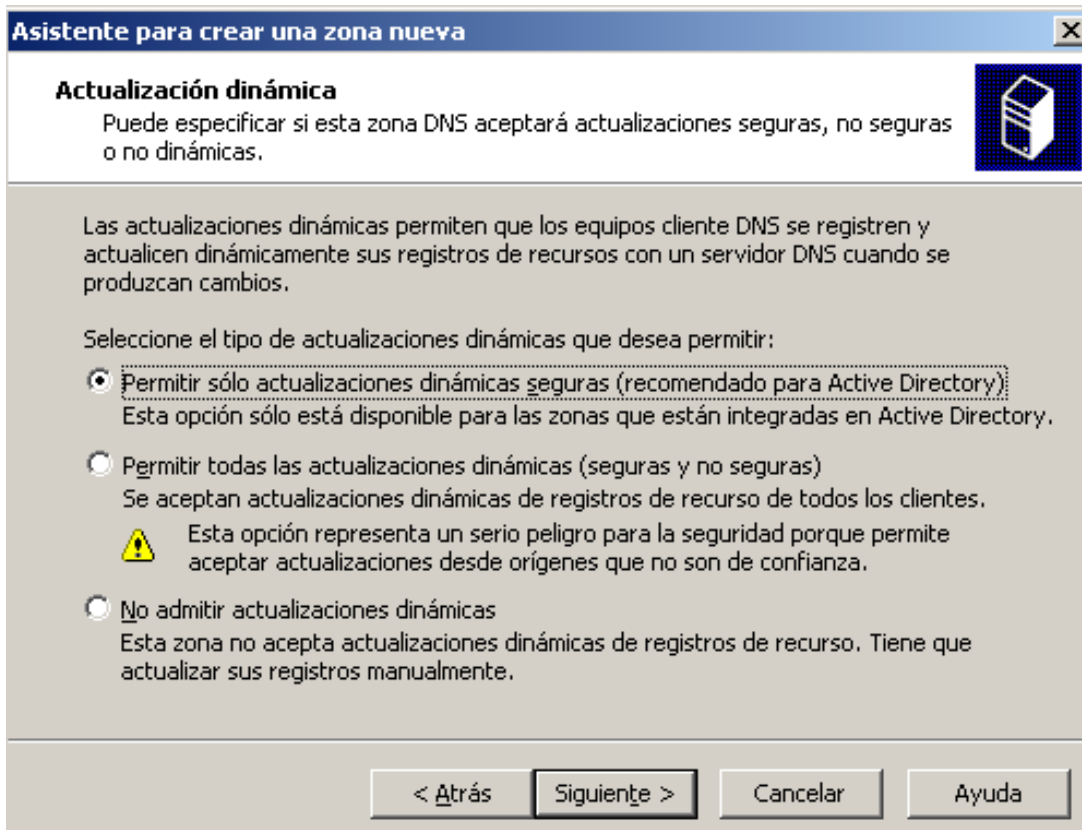 Asistente para crear una zona nueva
Actualización dinámica
Puede especificar si esta zona DNS aceptará actualizaciones seguras, no seguras
o no dinámicas.
Las actualizaciones dinámicas permiten que los equipos cliente DNS se registren y
actualicen dinámicamente sus registros de recursos con un servidor DNS cuando se
produzcan cambios.
Seleccione el tipo de actualizaciones dinámicas que desea permitir:
Permitir sólo actualizaciones dinámicas seguras (recomendado para Active Directory)
Esta opción sólo está disponible para las zonas que están integradas en Active Directory.
Permitir todas las actualizaciones dinámicas (seguras y no seguras)
Se aceptan actualizaciones dinámicas de registros de recurso de todos los clientes.
Esta opción representa un serio peligro para la seguridad porque permite
aceptar actualizaciones desde orígenes que no son de confianza.
No admitir actualizaciones dinámicas
Esta zona no acepta actualizaciones dinámicas de registros de recurso. Tiene que
actualizar sus registros manualmente.
< Atrás Siguiente > Cancelar Ayuda